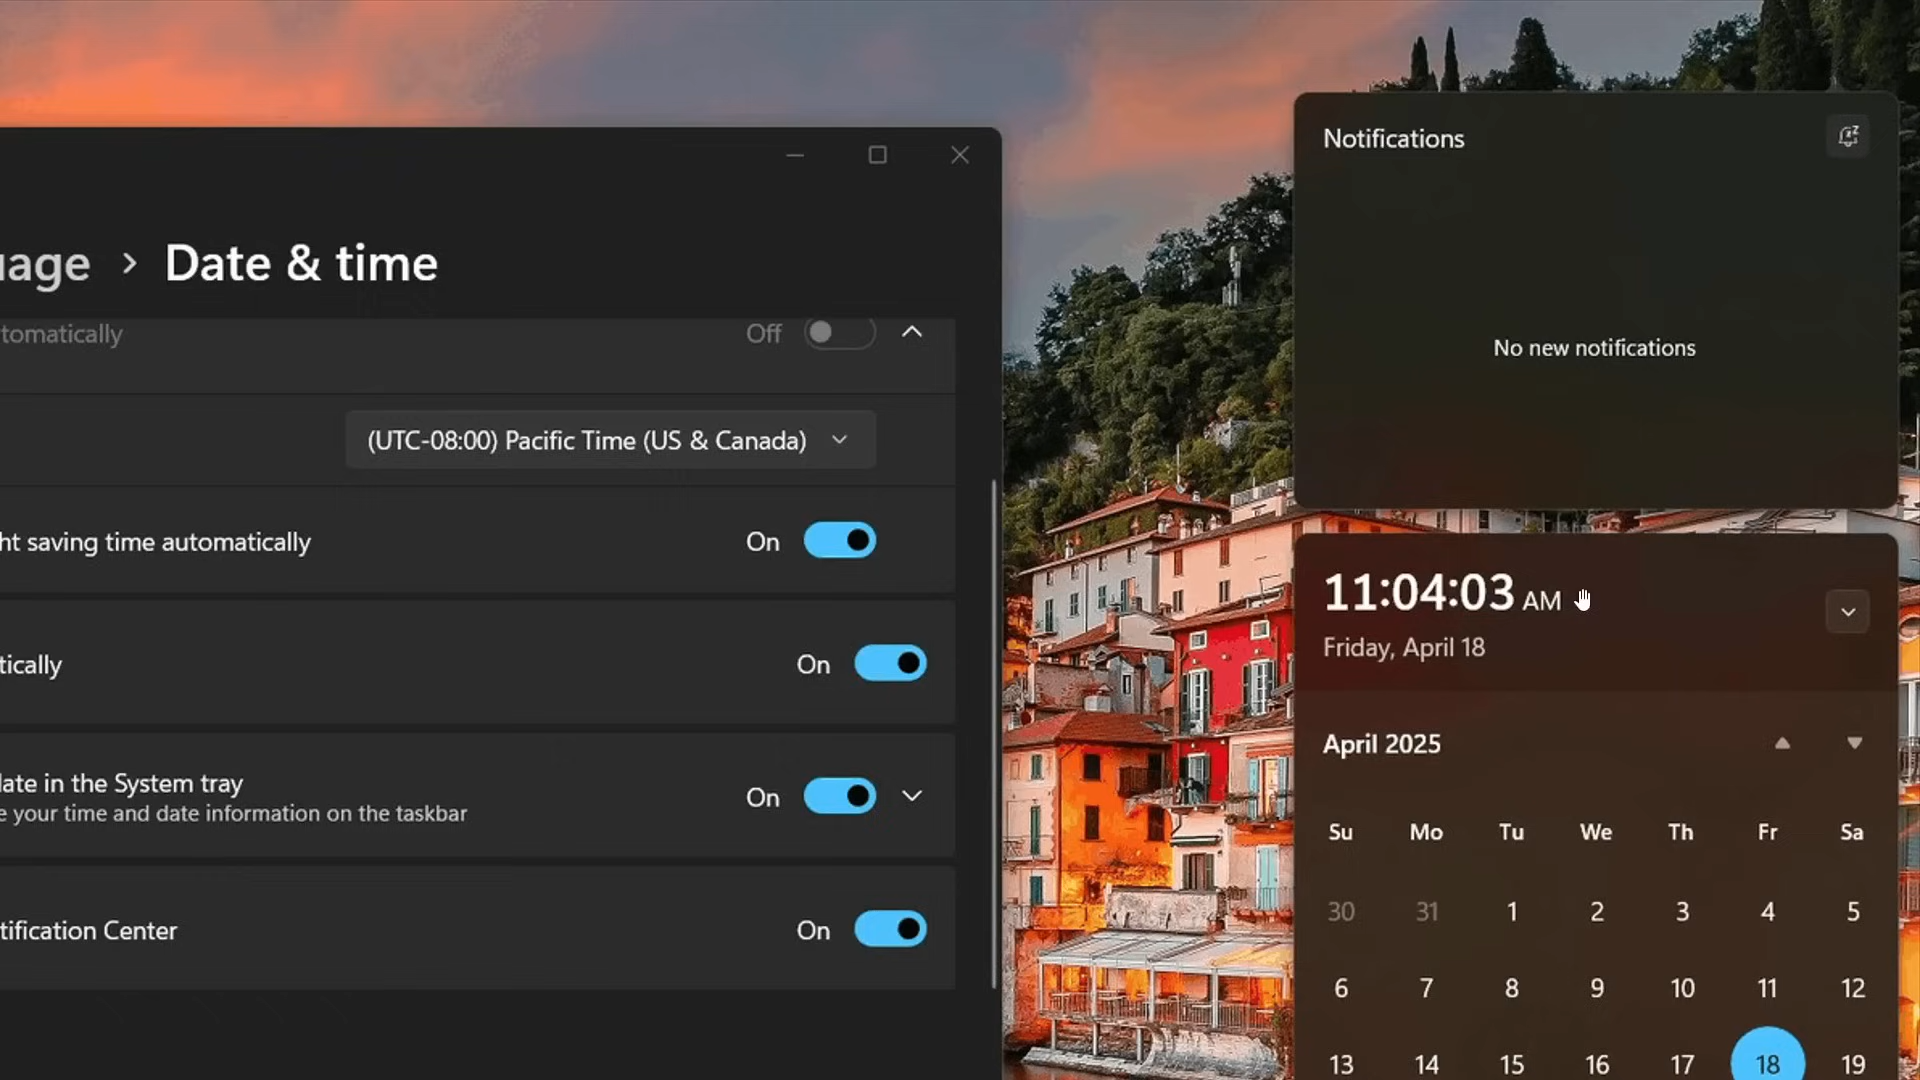 uage > Date & time
tomatically
Off
(UTC-08:00) Pacific Time (US & Canada)
ht saving time automatically
On
tically
On
late in the System tray
e your time and date information on the taskbar
On
tification Center
On
Notifications
No new notifications
11:04:03 AM
Friday, April 18
April 2025
Su Mo Tu We Th Fr Sa
30 31 1 2 3 4 5
6 7 8 9 10 11 12
13 14 15 16 17 18 19